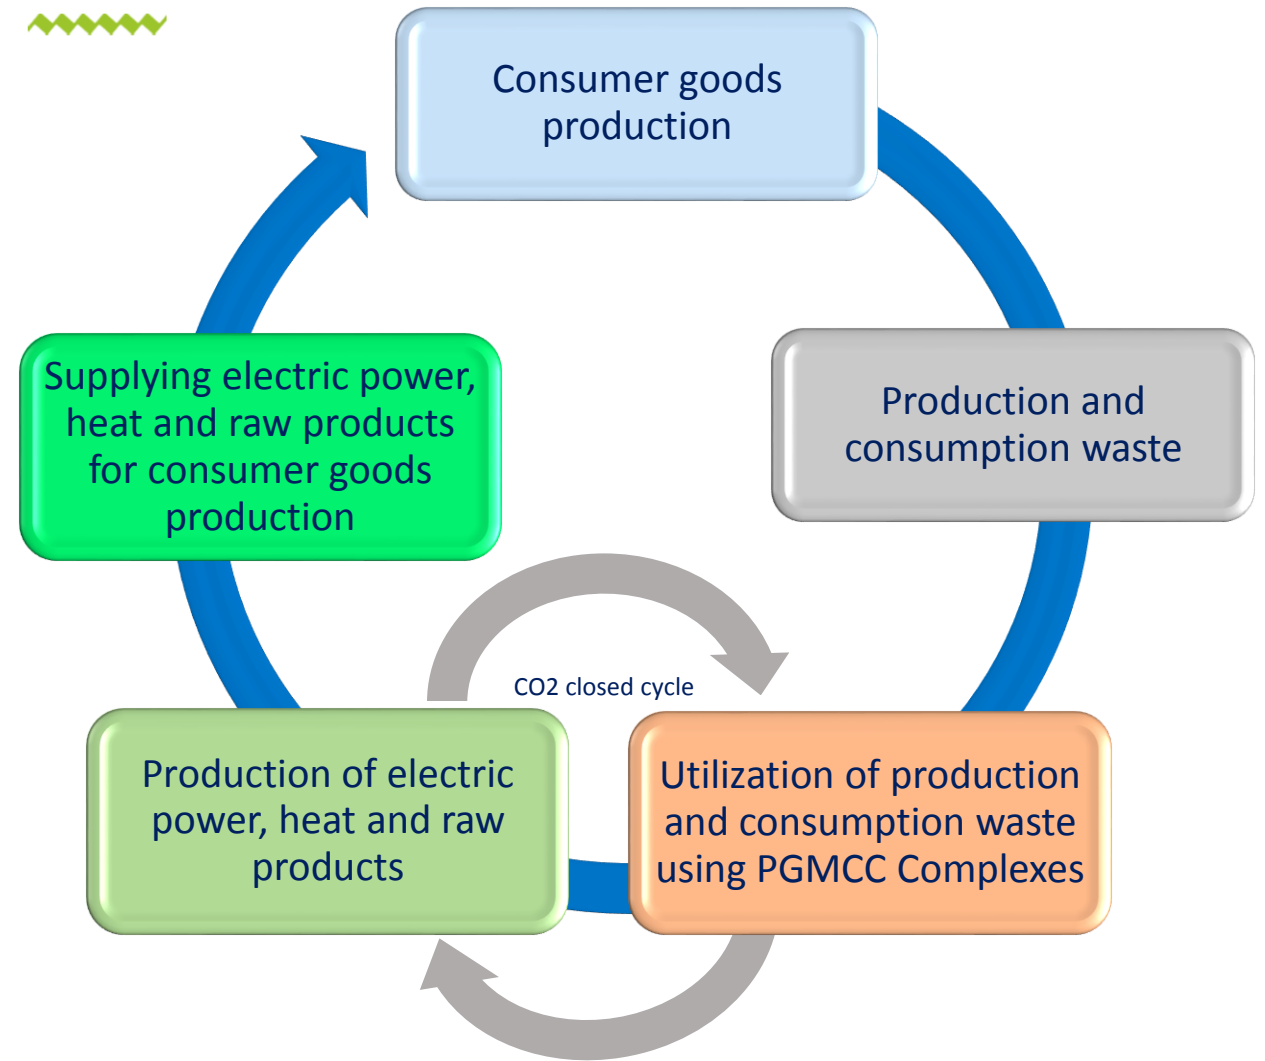 Consumer goods
production
Production and
consumption waste
Supplying electric power,
heat and raw products
for consumer goods
production
CO2 closed cycle
Production of electric
power, heat and raw
products
Utilization of production
and consumption waste
using PGMCC Complexes